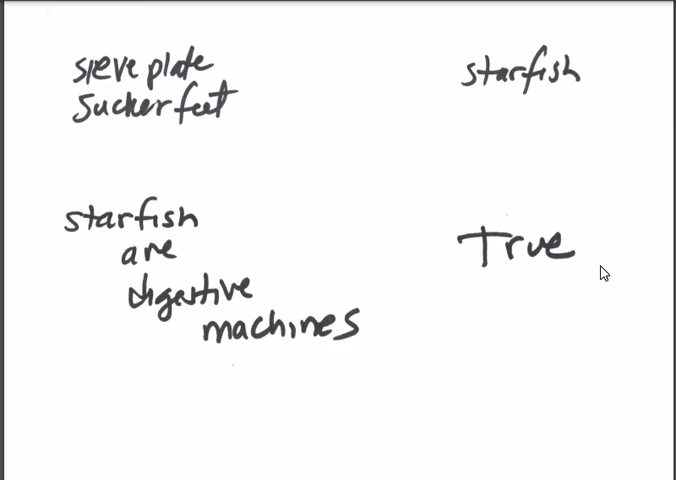 sieve plate
sucker feet
starfish
starfish
are
digestive
machines
True